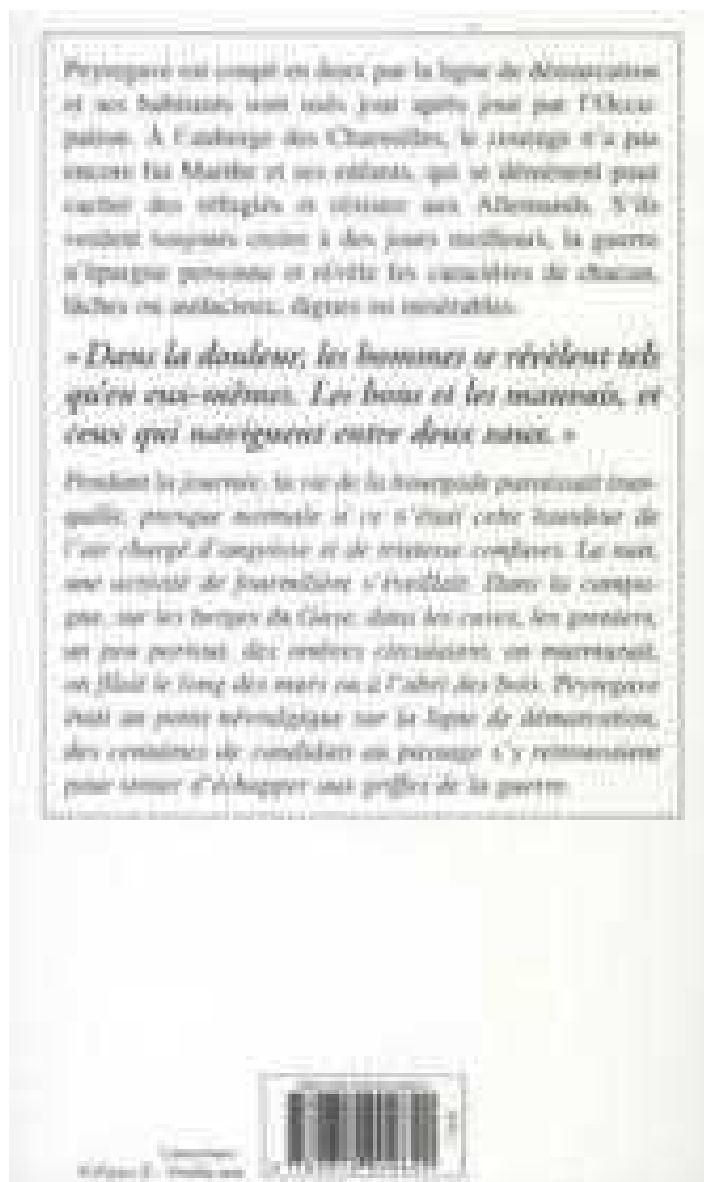 Peyregave est coupé en deux par la ligne de démarcation
et ses habitants sont usés jour après jour par l'Occu-
pation. À l'auberge des Charmilles, le courage n'a pas
encore fui Marthe et ses enfants, qui se démènent pour
cacher des réfugiés et résister aux Allemands. S'ils
veulent toujours croire à des jours meilleurs, la guerre
n'épargne personne et révèle les caractères de chacun,
lâches ou audacieux, dignes ou misérables.
« Dans la douleur, les hommes se révèlent tels
qu'en eux-mêmes. Les bons et les mauvais, et
ceux qui naviguent entre deux eaux. »
Pendant la journée, la vie de la bourgade paraissait tran-
quille, presque normale si ce n'était cette lourdeur de
l'air chargé d'angoisse et de tristesse confuses. La nuit,
une activité de fourmilière s'éveillait. Dans la campa-
gne, sur les berges du Gave, dans les caves, les greniers,
un peu partout, des ombres circulaient, on murmurait,
on filait le long des murs ou à l'abri des bois. Peyregave
était un point névralgique sur la ligne de démarcation,
des centaines de candidats au passage s'y retrouvaient
pour tenter d'échapper aux griffes de la guerre.